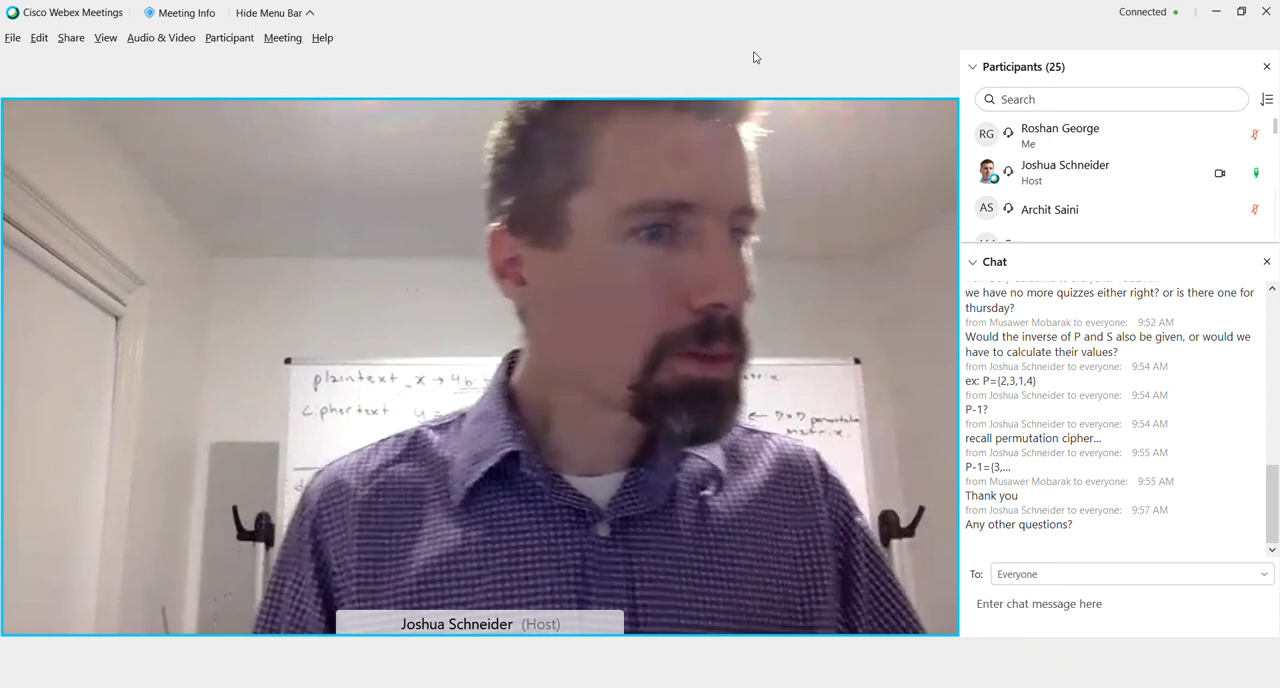 Cisco Webex Meetings
Meeting Info
Hide Menu Bar
Connected
File Edit Share View Audio & Video Participant Meeting Help
Participants (25)
Search
RG
Roshan George
Me
Joshua Schneider
Host
AS
Archit Saini
Chat
we have no more quizzes either right? or is there one for
thursday?
from Musawer Mobarak to everyone: 9:52 AM
Would the inverse of P and S also be given, or would we
have to calculate their values?
from Joshua Schneider to everyone: 9:54 AM
ex: P={2,3,1,4}
from Joshua Schneider to everyone: 9:54 AM
P-1?
from Joshua Schneider to everyone: 9:54 AM
recall permutation cipher...
from Joshua Schneider to everyone: 9:55 AM
P-1={3,...
from Musawer Mobarak to everyone: 9:55 AM
Thank you
from Joshua Schneider to everyone: 9:57 AM
Any other questions?
To: Everyone
Enter chat message here
plaintext x → 4b
ciphertext y =
matrix.
Joshua Schneider (Host)